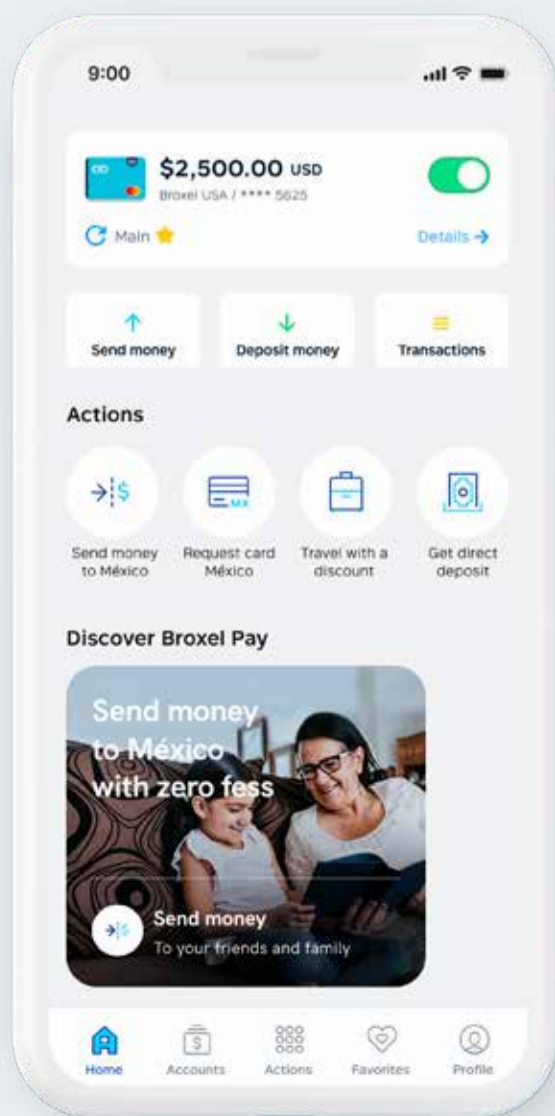 9:00
$2,500.00 USD
Broxel USA / **** 5625
Main
Details
Send money
Deposit money
Transactions
Actions
Send money
to México
Request card
México
Travel with a
discount
Get direct
deposit
MX
Discover Broxel Pay
Send money
to México
with zero fess
Send money
To your friends and family
Home
Accounts
Actions
Favorites
Profile